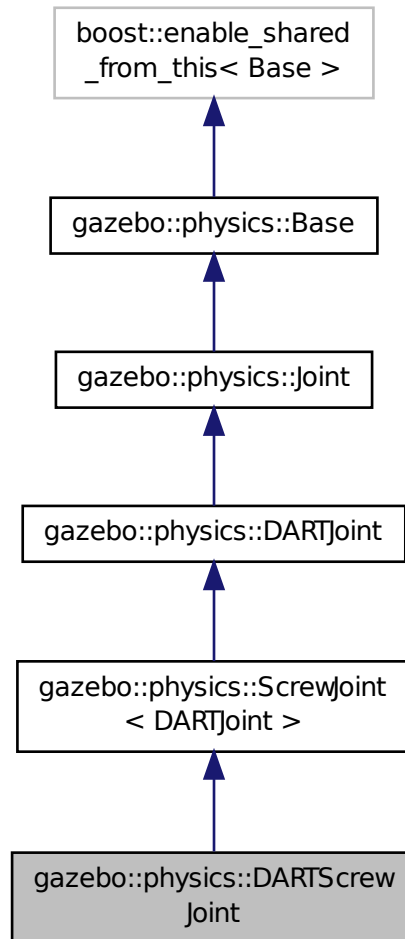 boost::enable_shared
_from_this< Base >
gazebo::physics::Base
gazebo::physics::Joint
gazebo::physics::DARTJoint
gazebo::physics::ScrewJoint
< DARTJoint >
gazebo::physics::DARTScrew
Joint